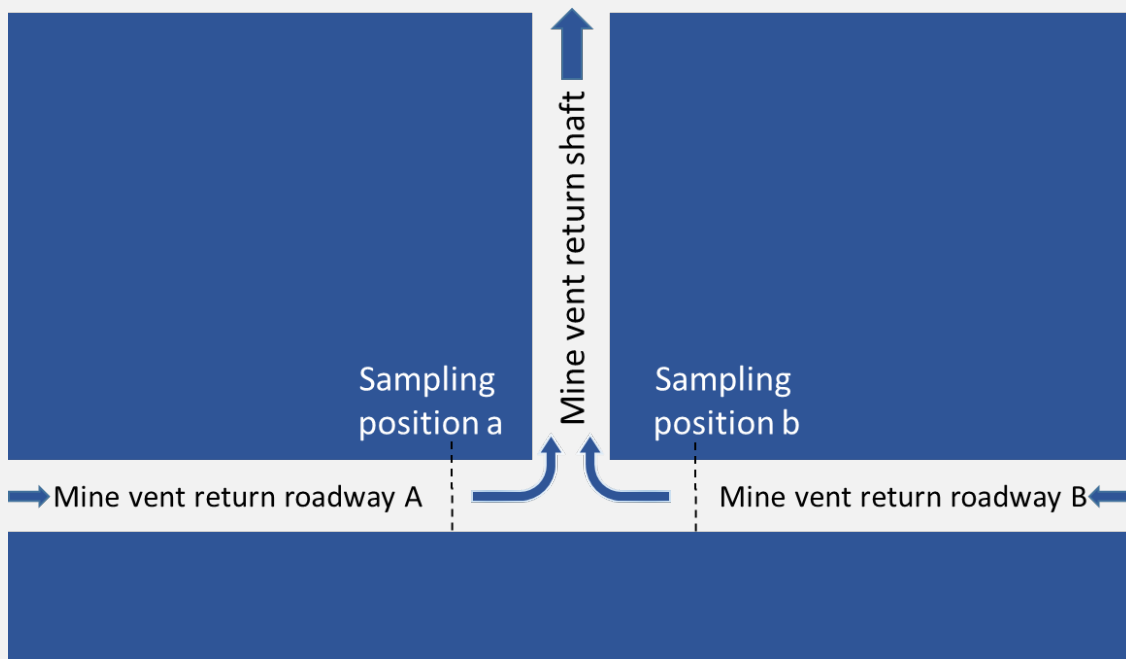 Mine vent return shaft
Sampling
position a
Sampling
position b
Mine vent return roadway A
Mine vent return roadway B